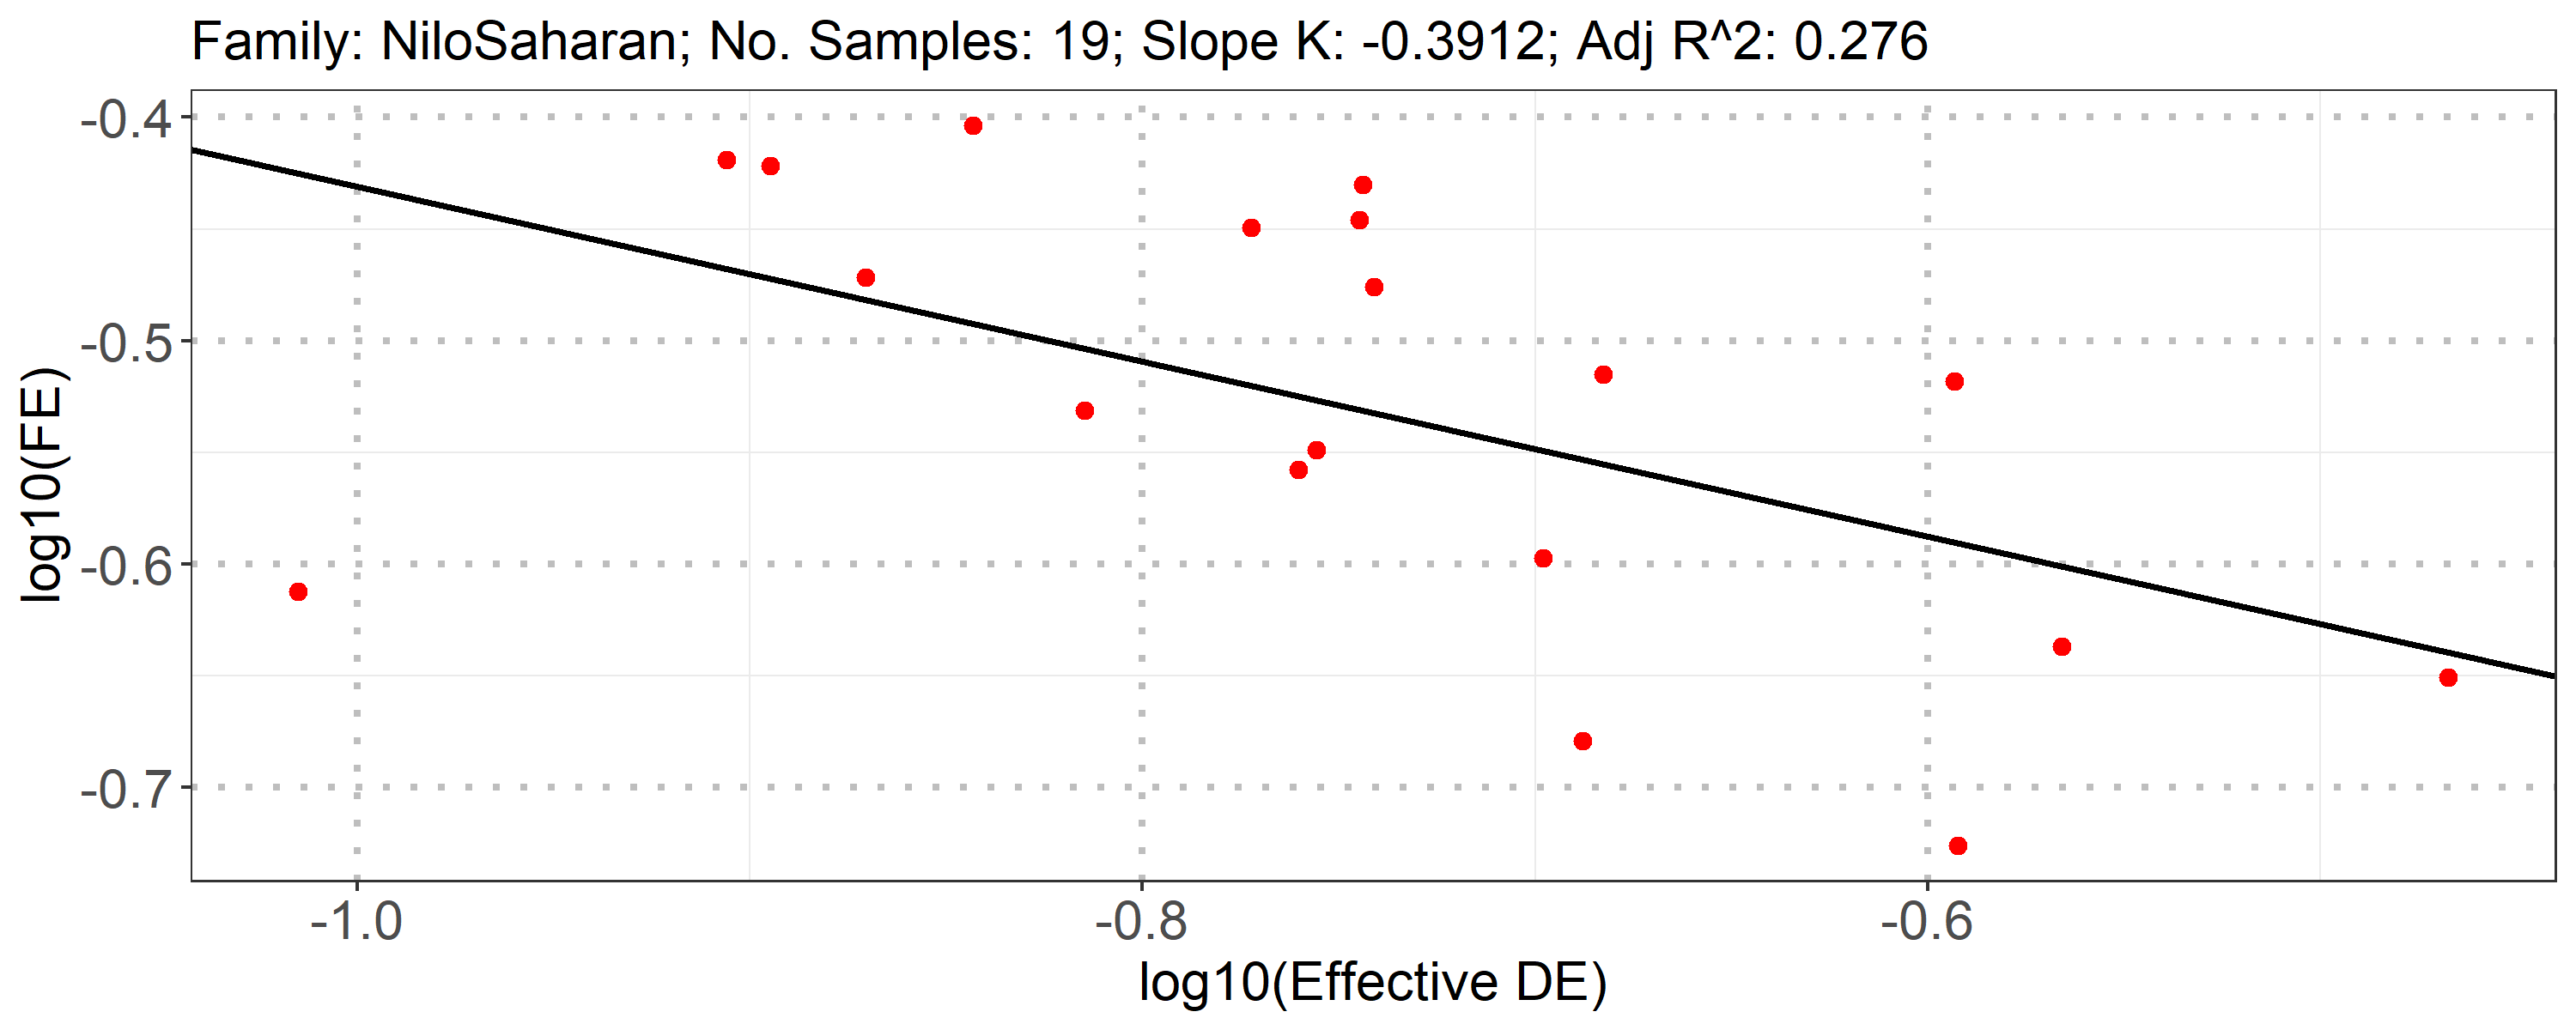 Family: NiloSaharan; No. Samples: 19; Slope K: -0.3912; Adj R^2: 0.276
-0.4
-0.5
-0.6
-0.7
log10(FE)
-1.0
-0.8
-0.6
log10(Effective DE)